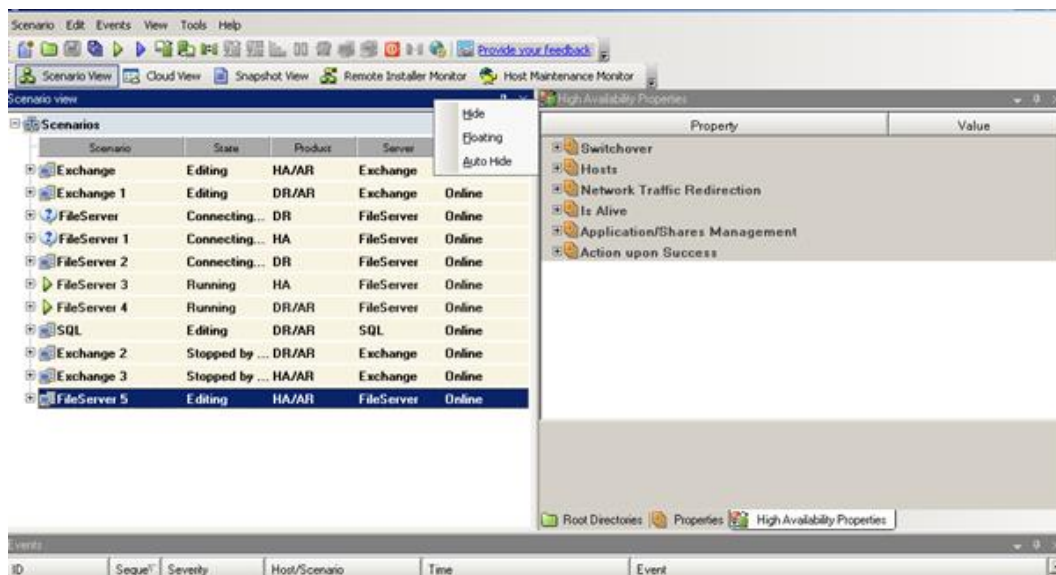 Scenario Edit Events View Tools Help
Provide your feedback
Scenario View Cloud View Snapshot View Remote Installer Monitor Host Maintenance Monitor
Scenario view
High Availability Properties
Hide
Floating
Auto Hide
Scenarios
Scenario State Product Server
Exchange Editing HA/AR Exchange
Exchange 1 Editing DR/AR Exchange Online
FileServer Connecting... DR FileServer Online
FileServer 1 Connecting... HA FileServer Online
FileServer 2 Connecting... DR FileServer Online
FileServer 3 Running HA FileServer Online
FileServer 4 Running DR/AR FileServer Online
SQL Editing DR/AR SQL Online
Exchange 2 Stopped by ... DR/AR Exchange Online
Exchange 3 Stopped by ... HA/AR Exchange Online
FileServer 5 Editing HA/AR FileServer Online
Property Value
Switchover
Hosts
Network Traffic Redirection
Is Alive
Application/Shares Management
Action upon Success
Root Directories Properties High Availability Properties
Events
ID Seque Severity Host/Scenario Time Event